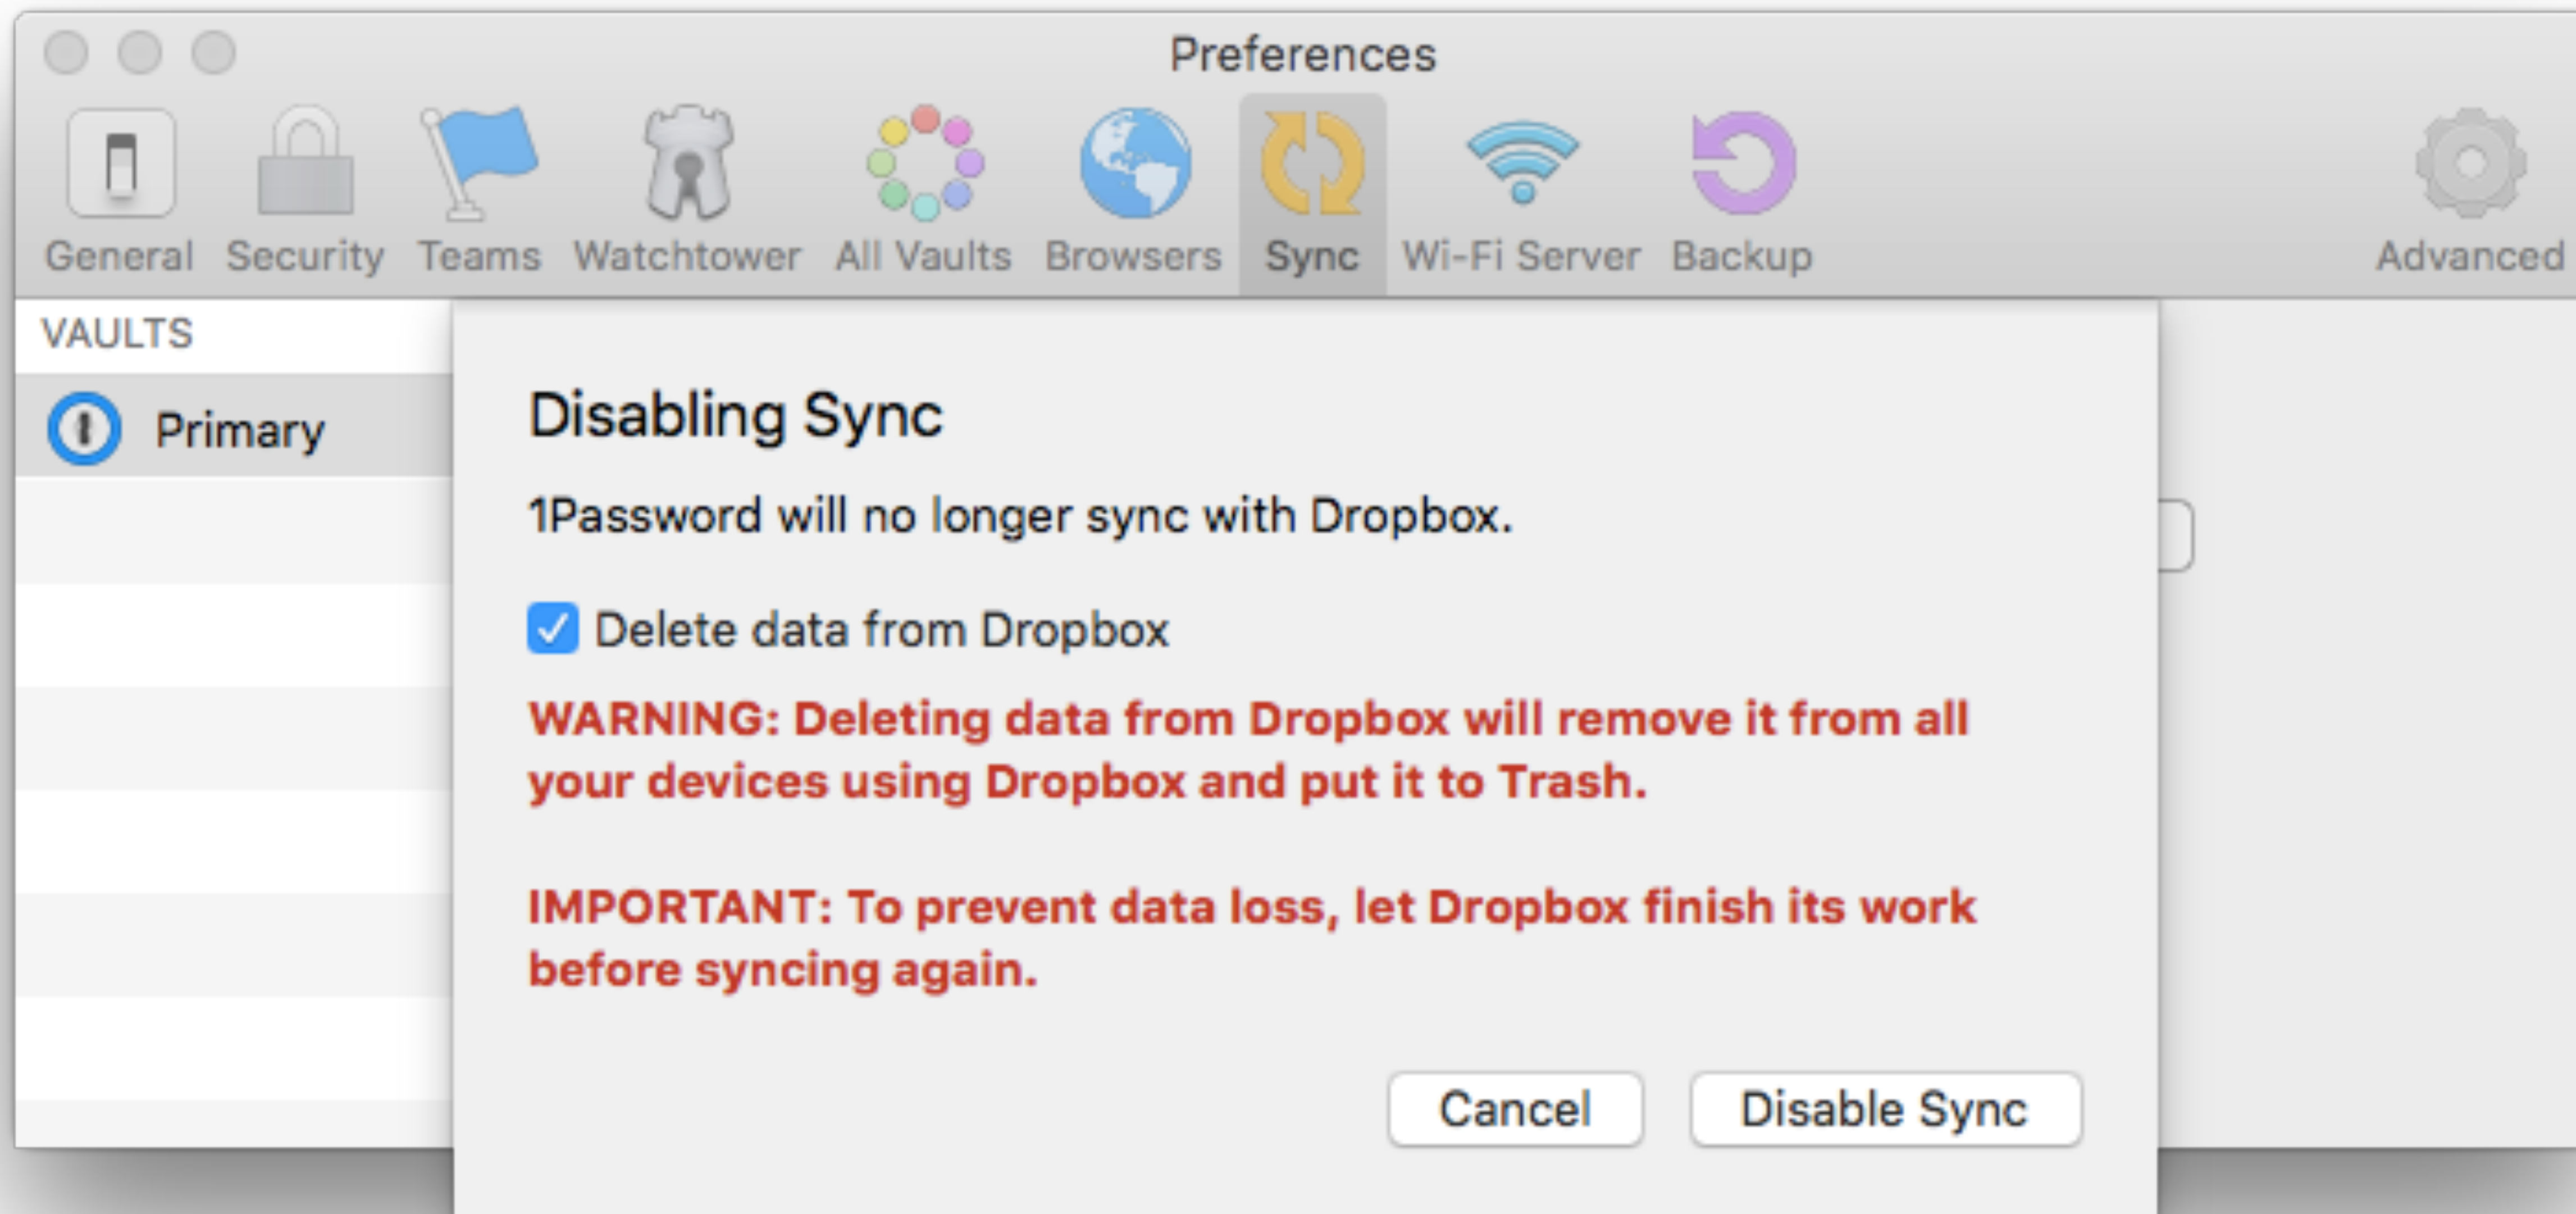 Preferences
General Security Teams Watchtower All Vaults Browsers Sync Wi-Fi Server Backup Advanced
VAULTS
Primary
Disabling Sync
1Password will no longer sync with Dropbox.
Delete data from Dropbox
WARNING: Deleting data from Dropbox will remove it from all
your devices using Dropbox and put it to Trash.
IMPORTANT: To prevent data loss, let Dropbox finish its work
before syncing again.
Cancel Disable Sync